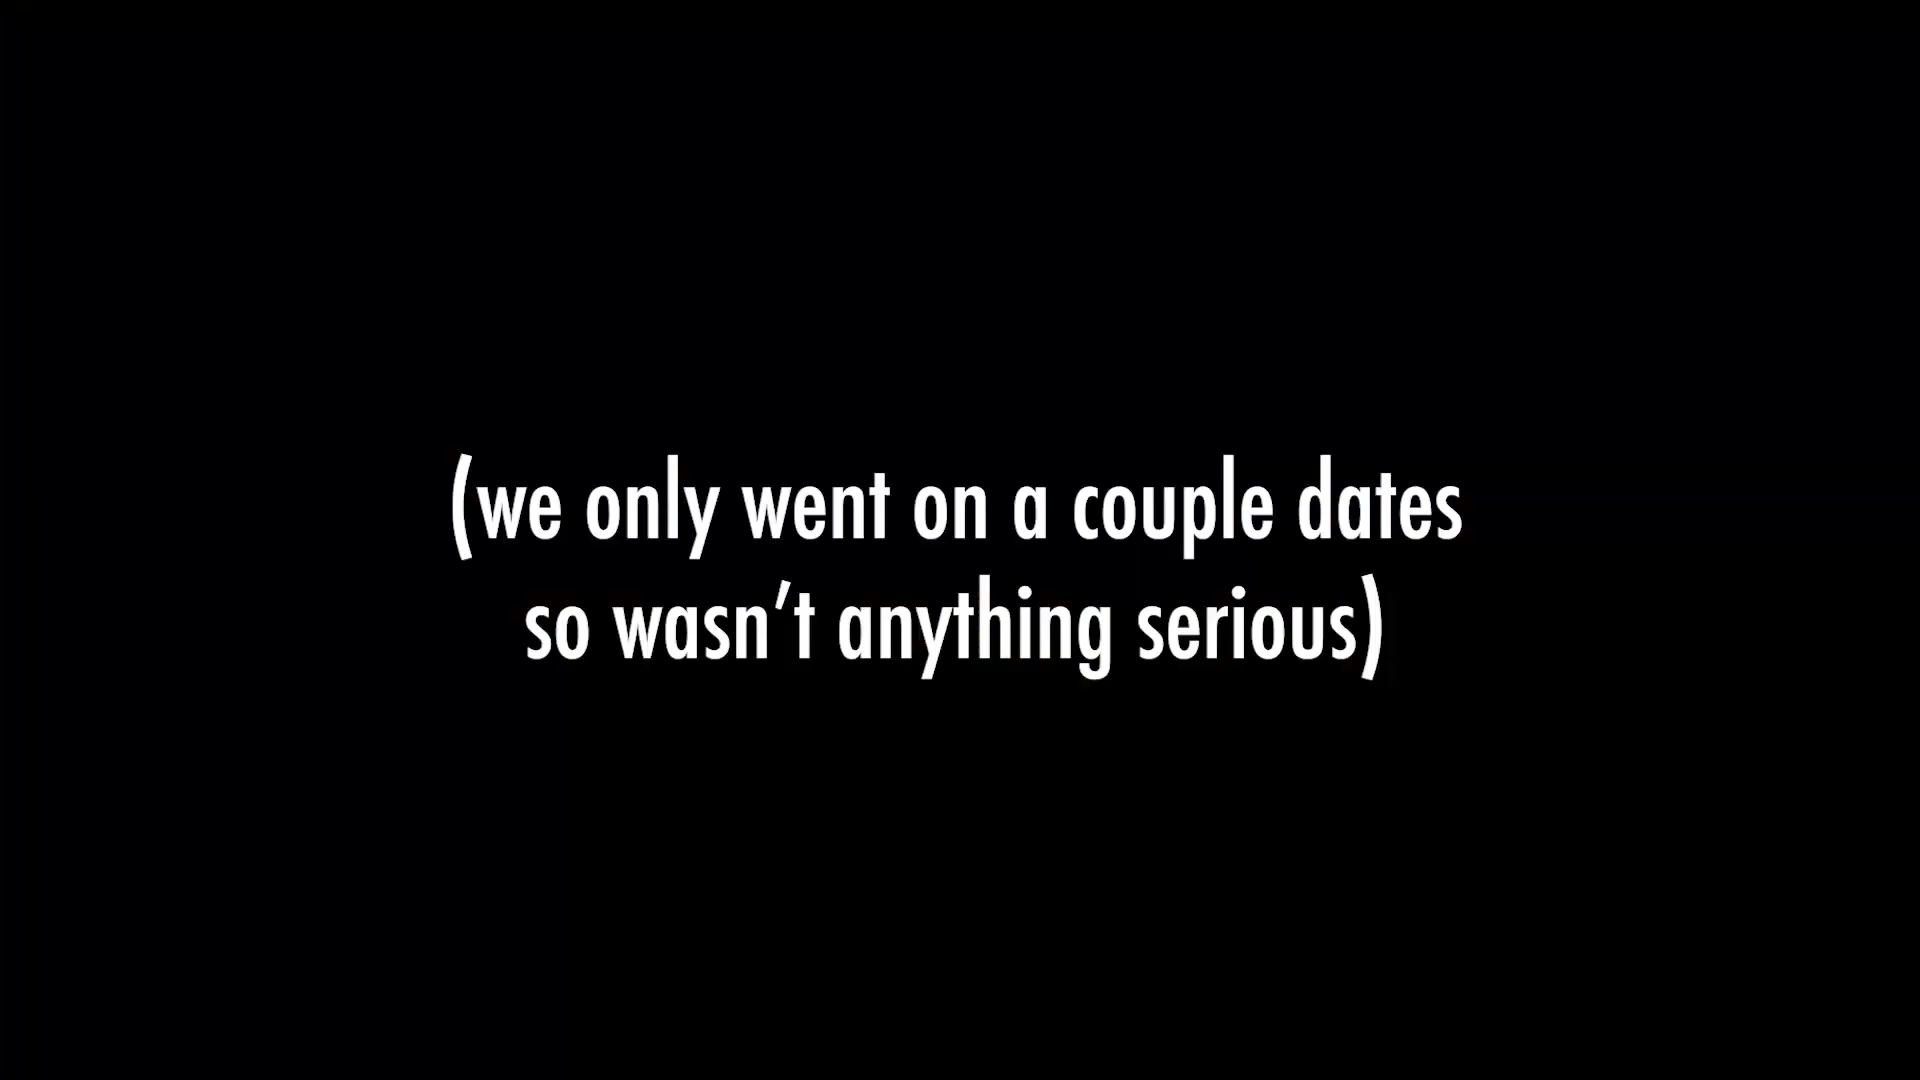 (we only went on a couple dates
so wasn’t anything serious)